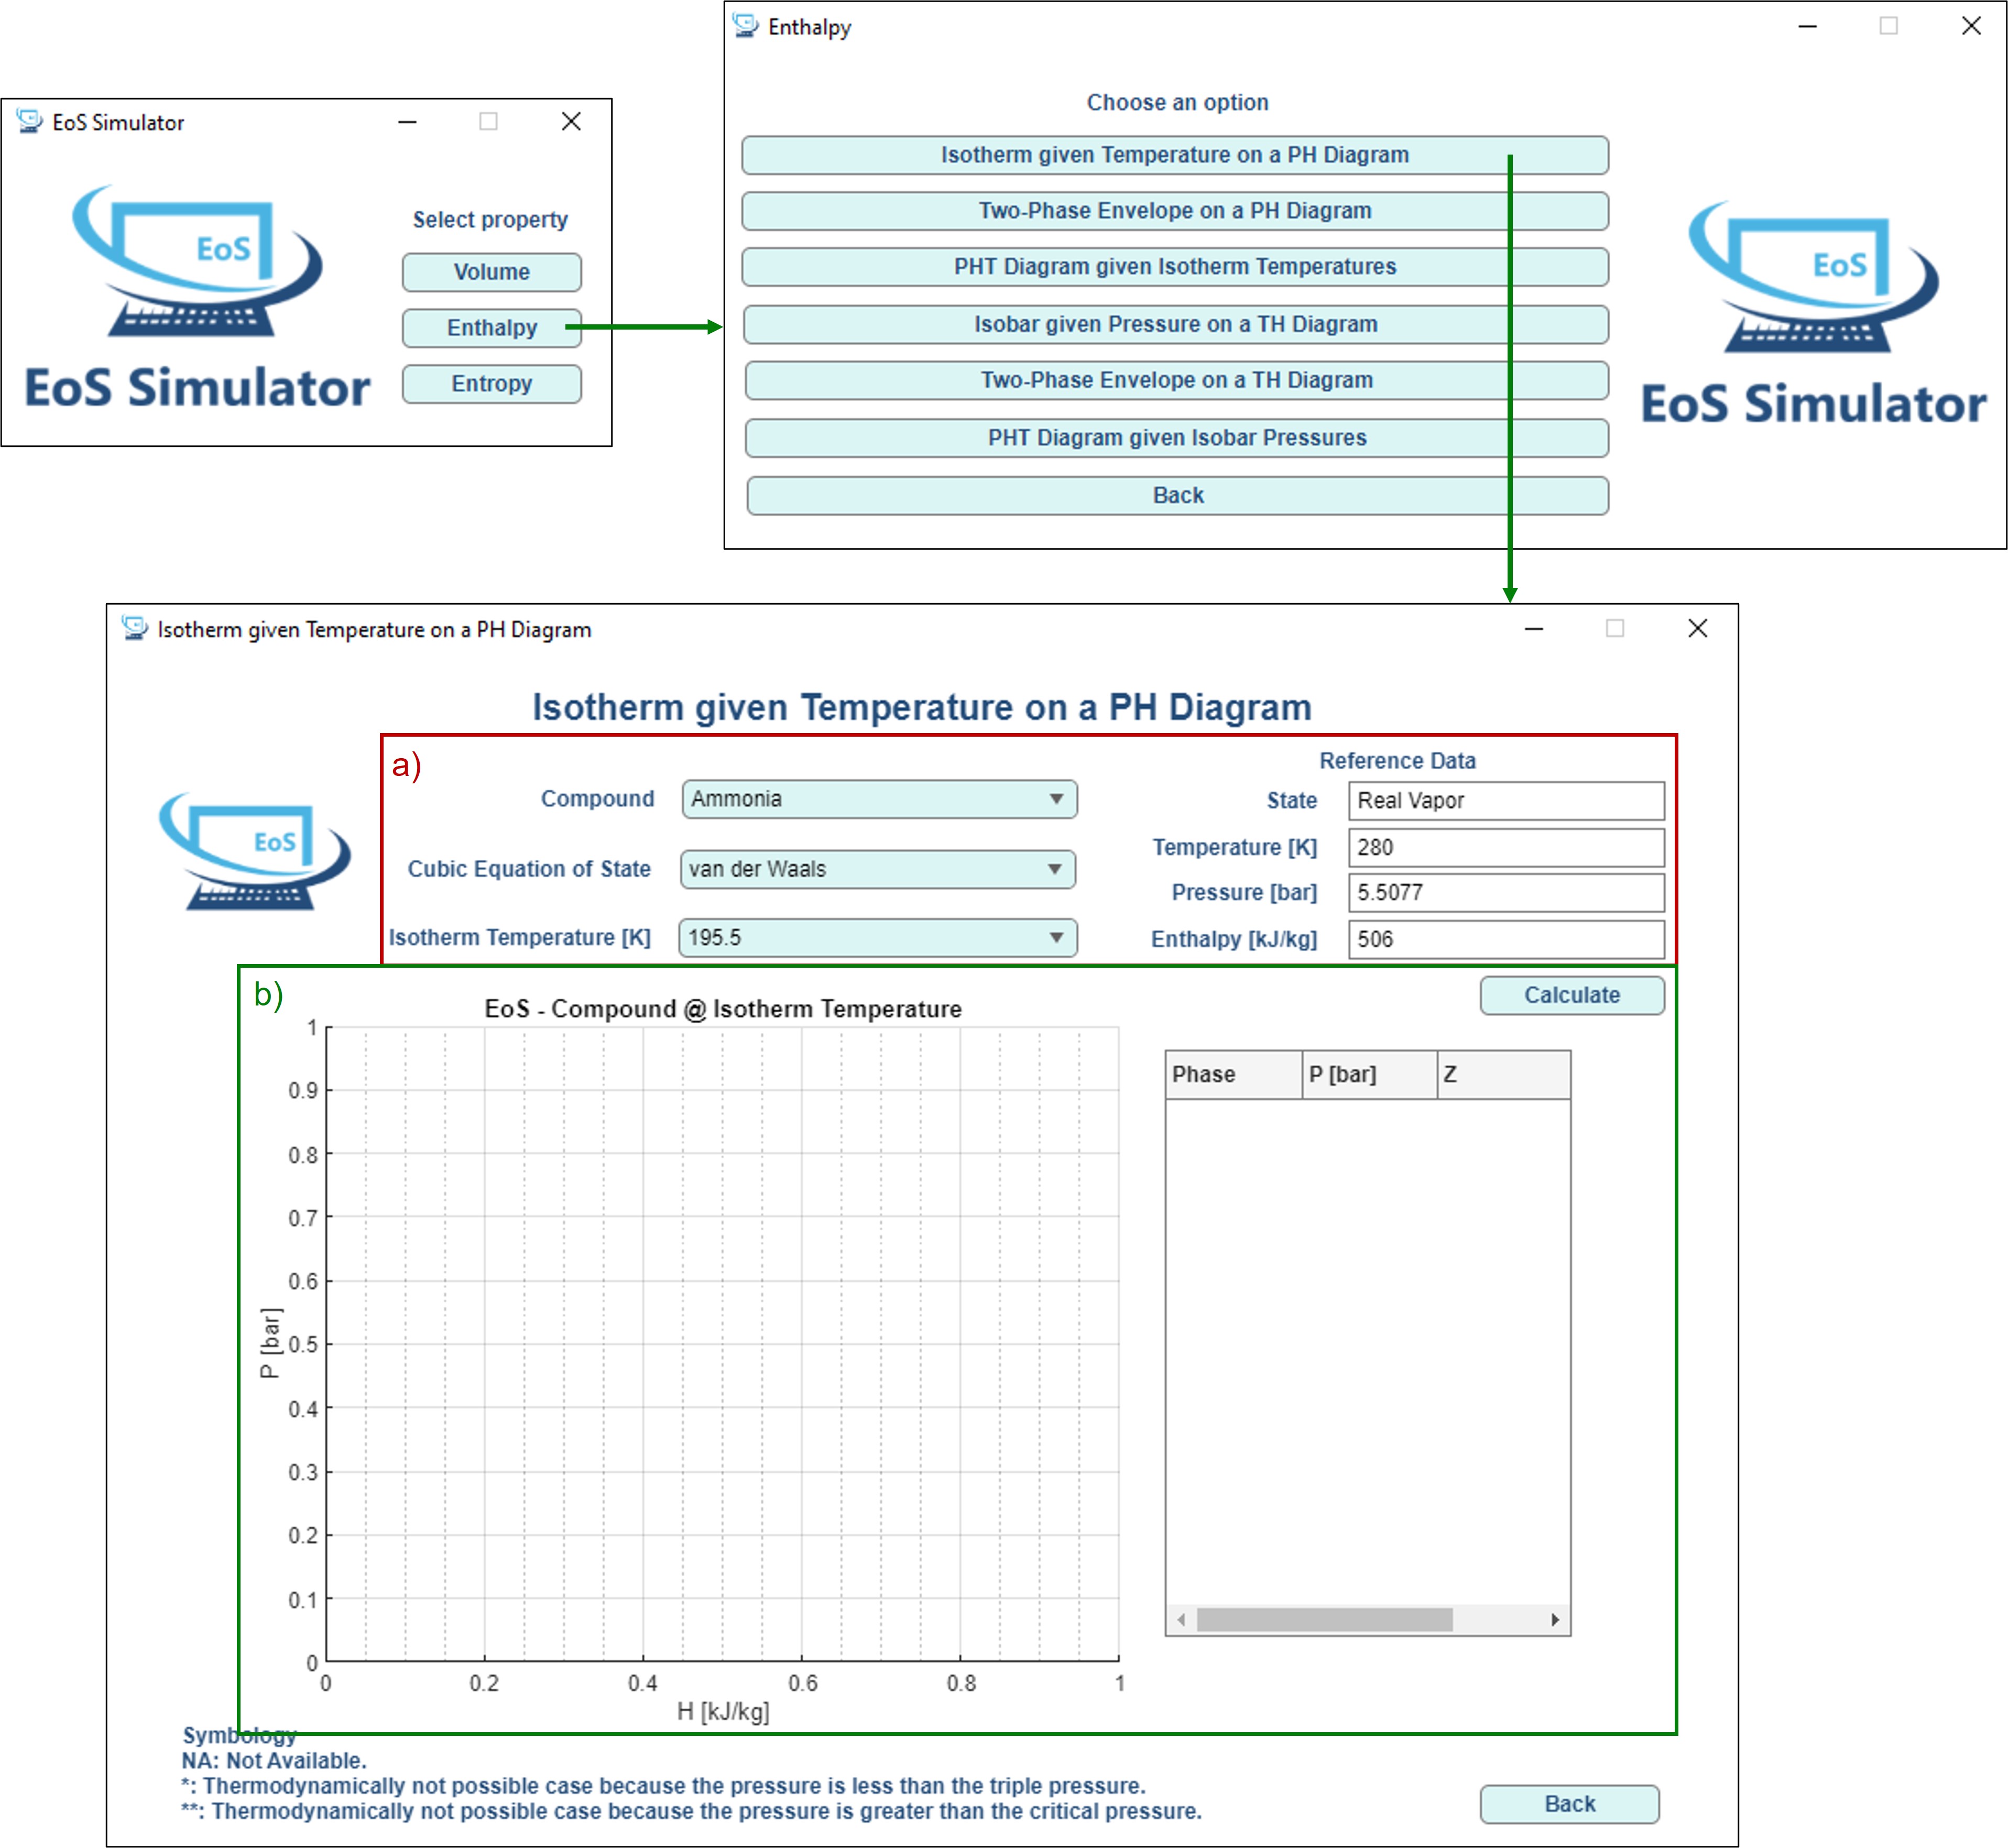 EoS Simulator
EoS
EoS Simulator
Select property
Volume
Enthalpy
Entropy
Enthalpy
Choose an option
Isotherm given Temperature on a PH Diagram
Two-Phase Envelope on a PH Diagram
PHT Diagram given Isotherm Temperatures
Isobar given Pressure on a TH Diagram
Two-Phase Envelope on a TH Diagram
PHT Diagram given Isobar Pressures
Back
EoS
EoS Simulator
Isotherm given Temperature on a PH Diagram
Isotherm given Temperature on a PH Diagram
EoS
a)
Compound Ammonia
Cubic Equation of State van der Waals
Isotherm Temperature [K] 195.5
Reference Data
State Real Vapor
Temperature [K] 280
Pressure [bar] 5.5077
Enthalpy [kJ/kg] 506
b)
Calculate
EoS - Compound @ Isotherm Temperature
1
0.9
0.8
0.7
0.6
0.5
0.4
0.3
0.2
0.1
0
P [bar]
0 0.2 0.4 0.6 0.8 1
H [kJ/kg]
Phase P [bar] Z
Symbology
NA: Not Available.
*: Thermodynamically not possible case because the pressure is less than the triple pressure.
**: Thermodynamically not possible case because the pressure is greater than the critical pressure.
Back